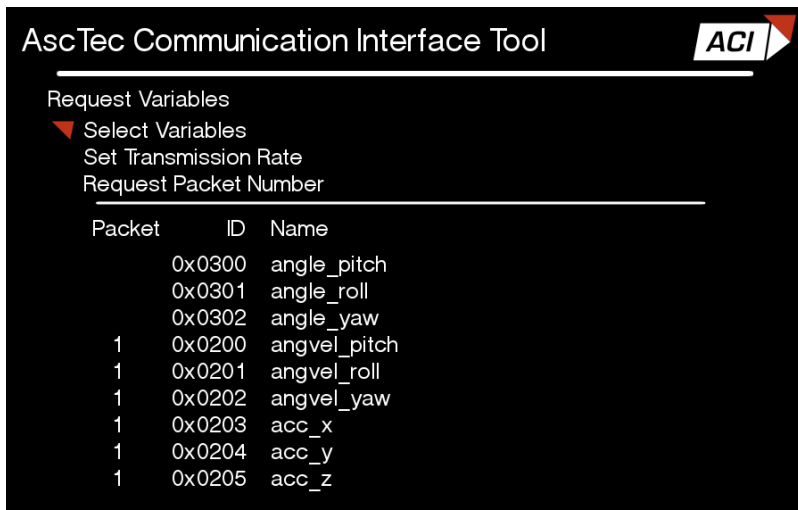 AscTec Communication Interface Tool
ACI
Request Variables
Select Variables
Set Transmission Rate
Request Packet Number
Packet ID Name
0x0300 angle_pitch
0x0301 angle_roll
0x0302 angle_yaw
1 0x0200 angvel_pitch
1 0x0201 angvel_roll
1 0x0202 angvel_yaw
1 0x0203 acc_x
1 0x0204 acc_y
1 0x0205 acc_z